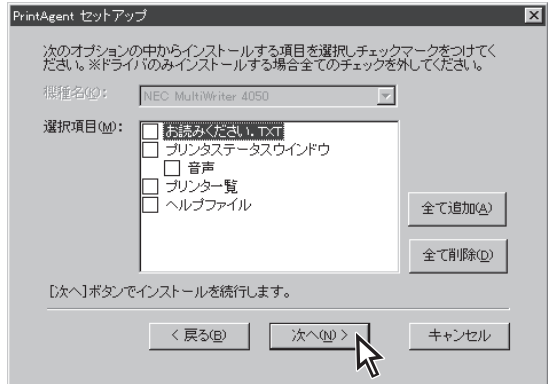 PrintAgent セットアップ
次のオプションの中からインストールする項目を選択しチェックマークをつけてく
ださい。※ドライバのみインストールする場合全てのチェックを外してください。
機種名(K):
NEC MultiWriter 4050
選択項目(M):
お読みください.TXT
プリンタステータスウインドウ
音声
プリンター覧
ヘルプファイル
全て追加(A)
全て削除(D)
[次へ]ボタンでインストールを続行します。
< 戻る(B)
次へ(N) >
キャンセル